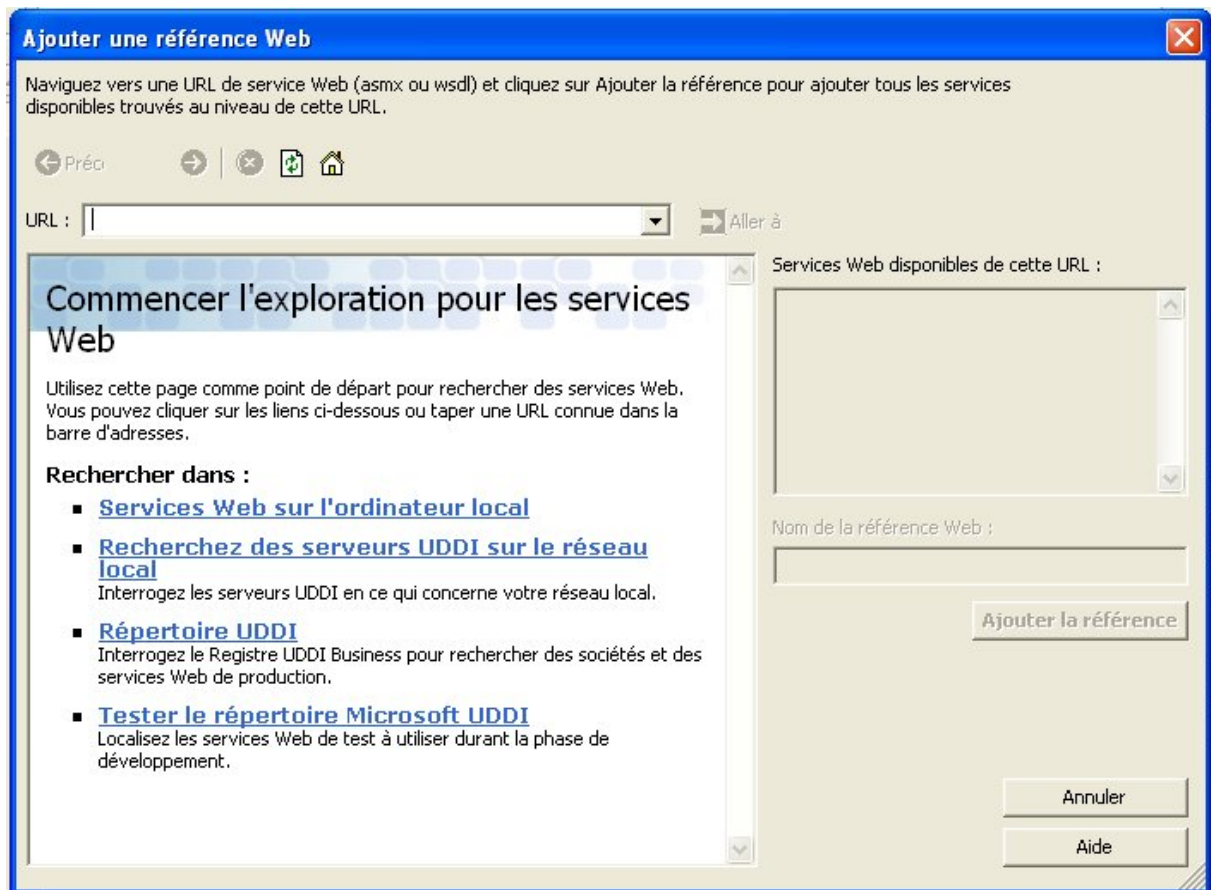 Ajouter une référence Web
Naviguez vers une URL de service Web (asmx ou wsdl) et cliquez sur Ajouter la référence pour ajouter tous les services
disponibles trouvés au niveau de cette URL.
Préc
URL :
Aller à
Commencer l'exploration pour les services
Web
Utilisez cette page comme point de départ pour rechercher des services Web.
Vous pouvez cliquer sur les liens ci-dessous ou taper une URL connue dans la
barre d'adresses.
Rechercher dans :
Services Web sur l'ordinateur local
Recherchez des serveurs UDDI sur le réseau
local
Interrogez les serveurs UDDI en ce qui concerne votre réseau local.
Répertoire UDDI
Interrogez le Registre UDDI Business pour rechercher des sociétés et des
services Web de production.
Tester le répertoire Microsoft UDDI
Localisez les services Web de test à utiliser durant la phase de
développement.
Services Web disponibles de cette URL :
Nom de la référence Web :
Ajouter la référence
Annuler
Aide